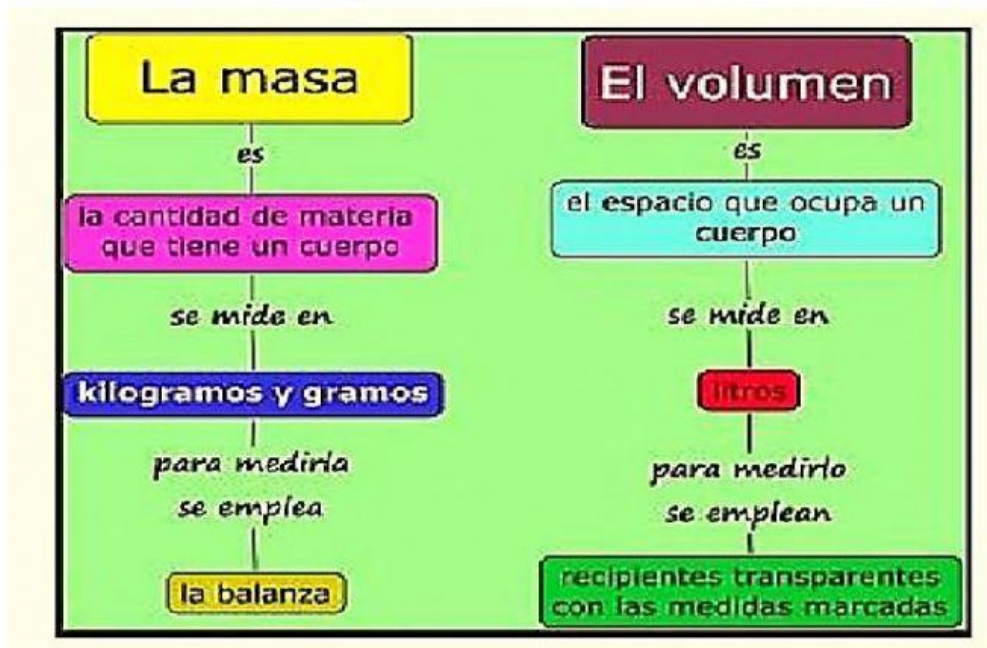 La masa
es
la cantidad de materia
que tiene un cuerpo
se mide en
kilogramos y gramos
para medirla
se emplea
la balanza
El volumen
es
el espacio que ocupa un
cuerpo
se mide en
litros
para medirlo
se emplean
recipientes transparentes
con las medidas marcadas